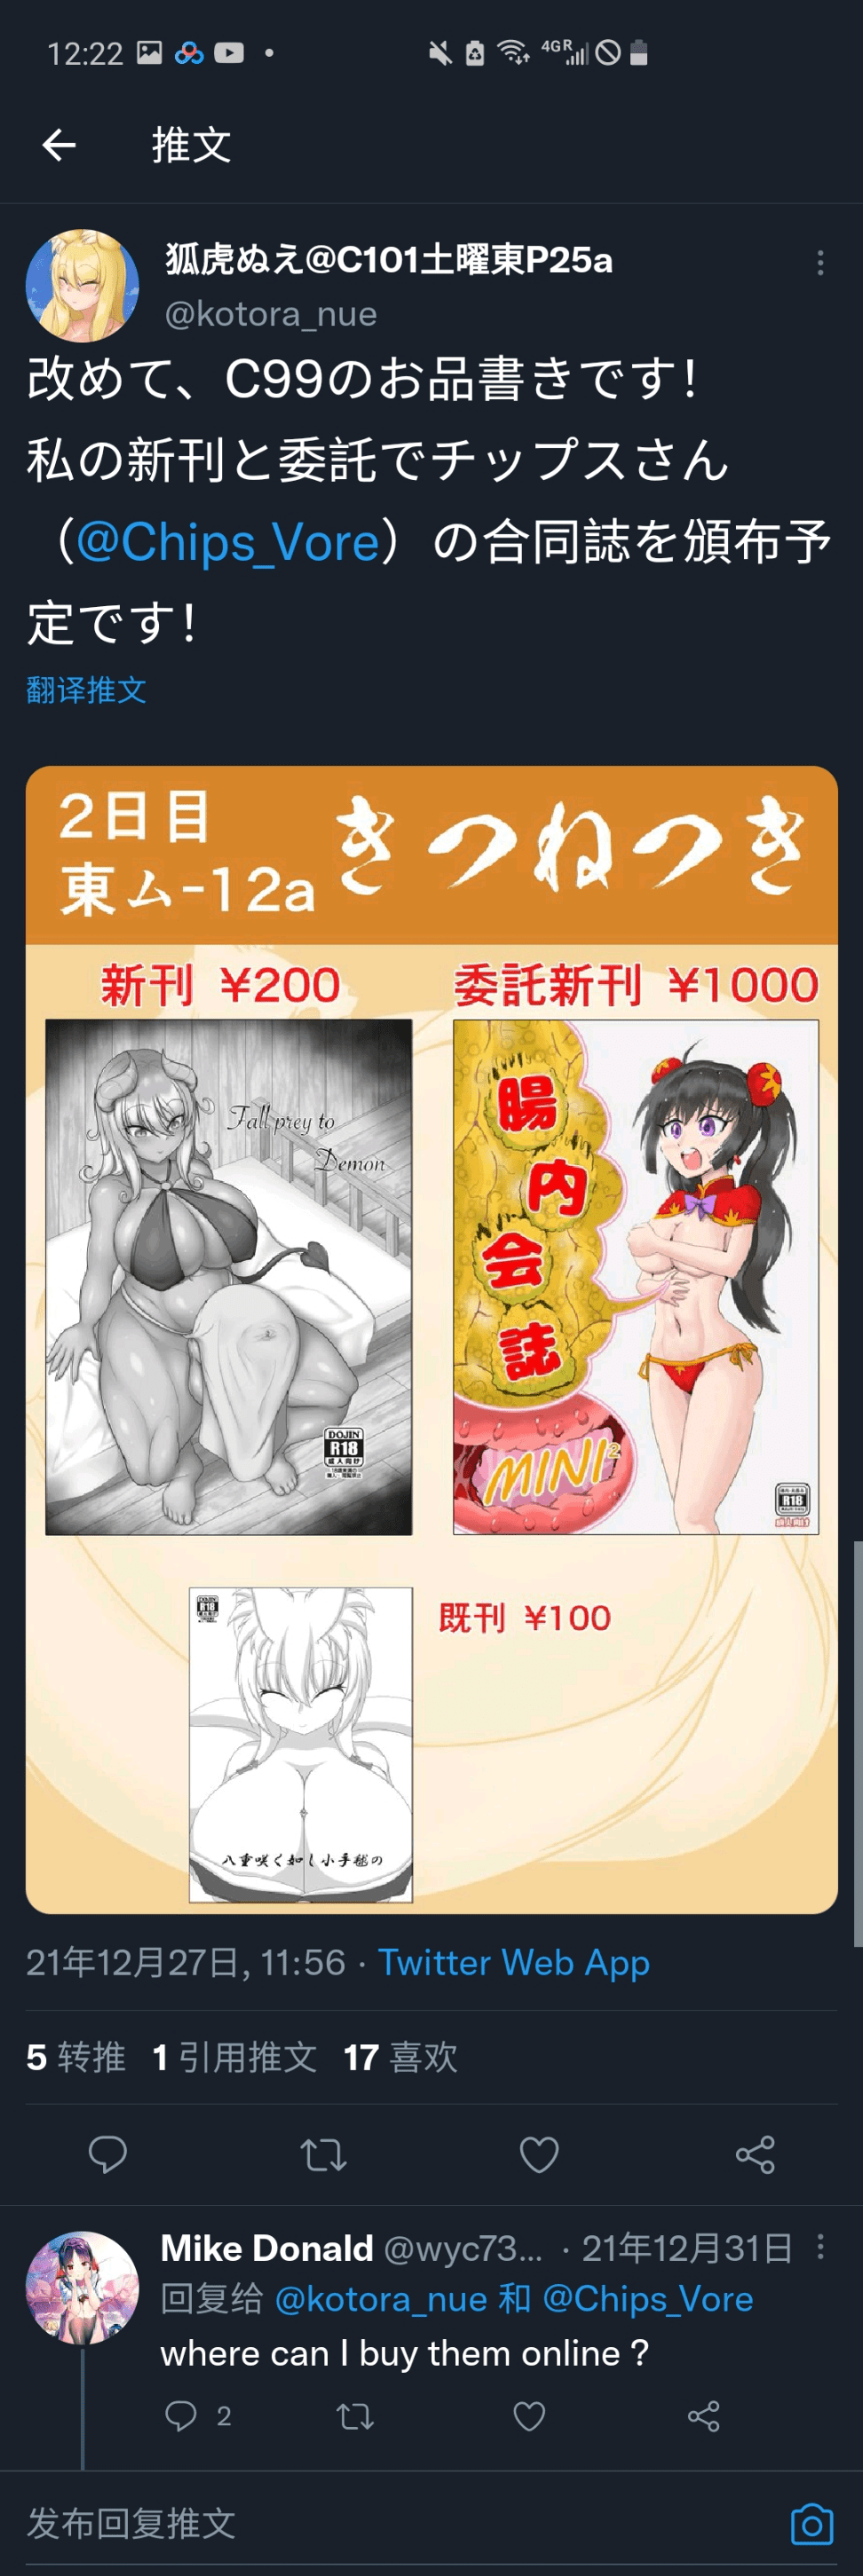 12:22
4GR
推文
狐虎ぬえ@C101土曜東P25a
@kotora_nue
改めて、C99のお品書きです!
私の新刊と委託でチップスさん
（@Chips_Vore）の合同誌を頒布予
定です!
翻译推文
2日目
東ム-12a
きつねつき
新刊 ¥200
委託新刊 ¥1000
Fall prey to
Demon
DOJIN
R18
成人向け
腸
内
会
誌
MINI2
R18
成人向け
DOJIN
R18
既刊 ¥100
八重咲く如し小手毬の
21年12月27日, 11:56 · Twitter Web App
5 转推 1 引用推文 17 喜欢
Mike Donald @wyc73... · 21年12月31日
回复给 @kotora_nue 和 @Chips_Vore
where can I buy them online ?
2
发布回复推文